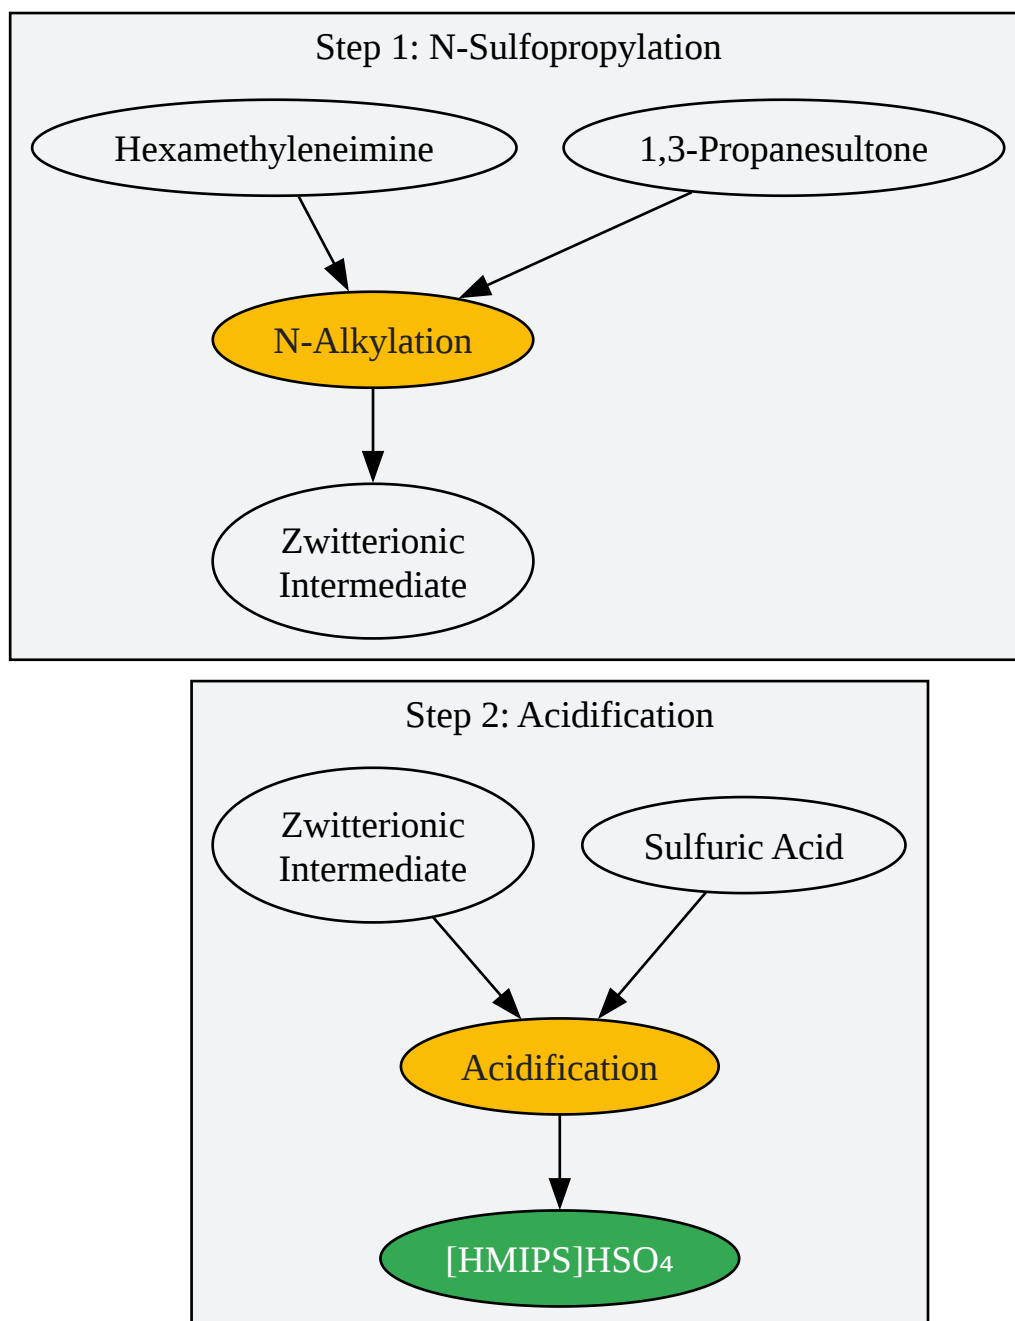 Step 1: N-Sulfopropylation
Hexamethyleneimine
1,3-Propanesultone
N-Alkylation
Zwitterionic
Intermediate
Step 2: Acidification
Zwitterionic
Intermediate
Sulfuric Acid
Acidification
[HMIPS]HSO₄